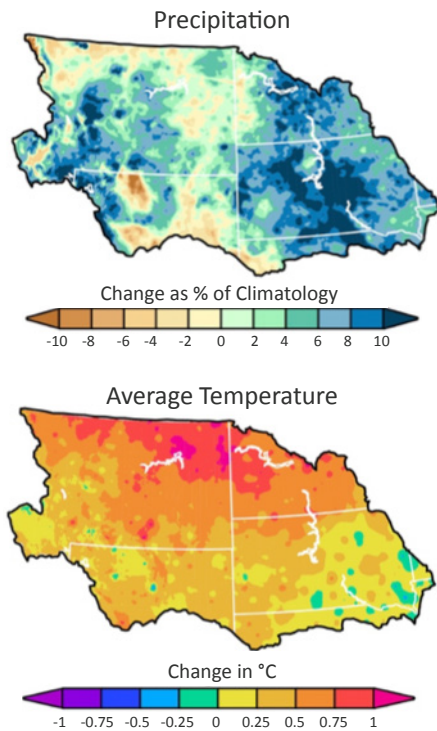 Precipitation
Change as % of Climatology
-10 -8 -6 -4 -2 0 2 4 6 8 10
Average Temperature
Change in °C
-1 -0.75 -0.5 -0.25 0 0.25 0.5 0.75 1